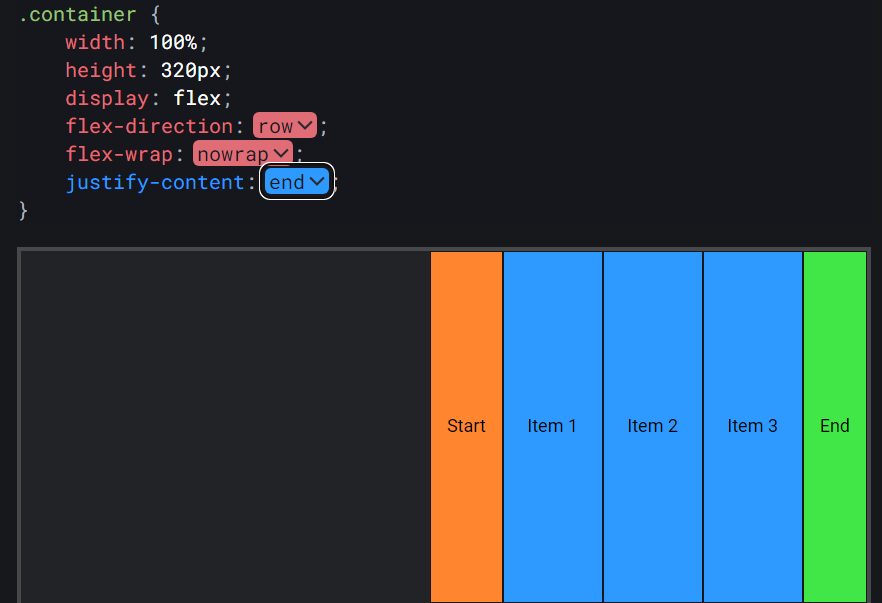 .container {
width: 100%;
height: 320px;
display: flex;
flex-direction: row;
flex-wrap: nowrap;
justify-content: end;
}
Start Item 1 Item 2 Item 3 End